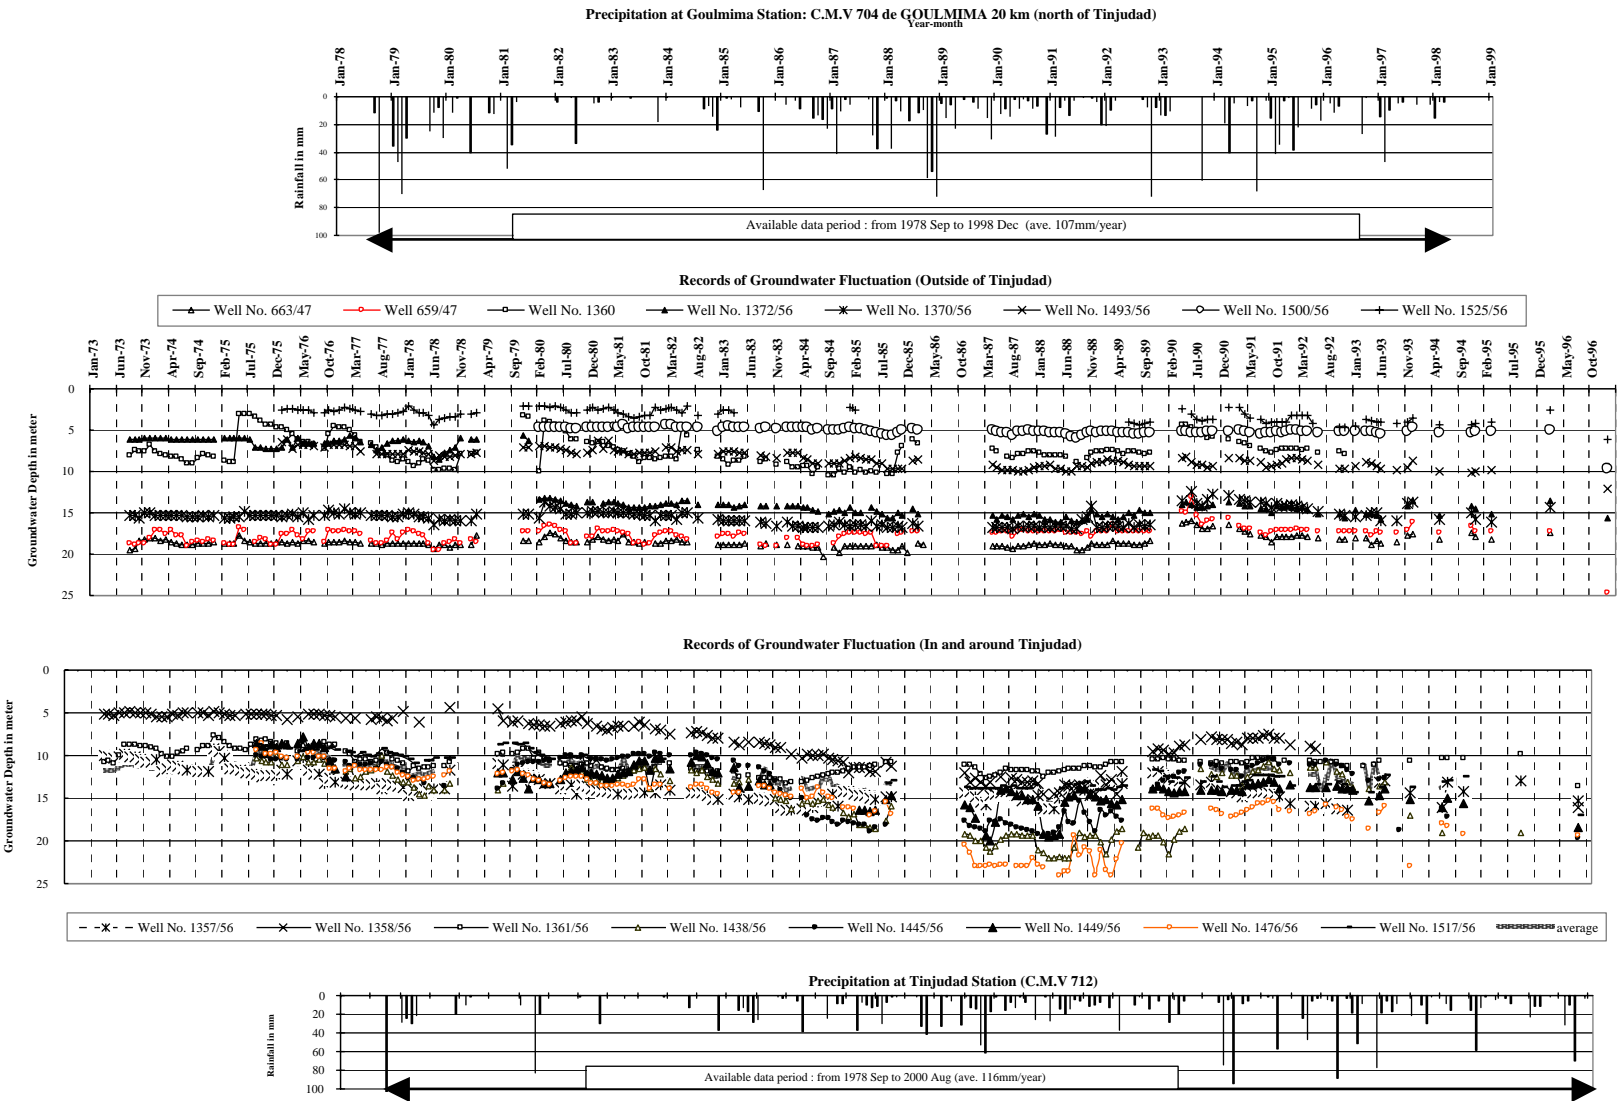 Precipitation at Goulmima Station: C.M.V 704 de GOULMIMA 20 km (north of Tinjudad)
Year-month
Jan-78 Jan-79 Jan-80 Jan-81 Jan-82 Jan-83 Jan-84 Jan-85 Jan-86 Jan-87 Jan-88 Jan-89 Jan-90 Jan-91 Jan-92 Jan-93 Jan-94 Jan-95 Jan-96 Jan-97 Jan-98 Jan-99
Rainfall in mm
0
20
40
60
80
100
Available data period : from 1978 Sep to 1998 Dec (ave. 107mm/year)
Records of Groundwater Fluctuation (Outside of Tinjudad)
Well No. 663/47 Well 659/47 Well No. 1360 Well No. 1372/56 Well No. 1370/56 Well No. 1493/56 Well No. 1500/56 Well No. 1525/56
Jan-73 Jun-73 Nov-73 Apr-74 Sep-74 Feb-75 Jul-75 Dec-75 May-76 Oct-76 Mar-77 Aug-77 Jan-78 Jun-78 Nov-78 Apr-79 Sep-79 Feb-80 Jul-80 Dec-80 May-81 Oct-81 Mar-82 Aug-82 Jan-83 Jun-83 Nov-83 Apr-84 Sep-84 Feb-85 Jul-85 Dec-85 May-86 Oct-86 Mar-87 Aug-87 Jan-88 Jun-88 Nov-88 Apr-89 Sep-89 Feb-90 Jul-90 Dec-90 May-91 Oct-91 Mar-92 Aug-92 Jan-93 Jun-93 Nov-93 Apr-94 Sep-94 Feb-95 Jul-95 Dec-95 May-96 Oct-96
Groundwater Depth in meter
0
5
10
15
20
25
Records of Groundwater Fluctuation (In and around Tinjudad)
Groundwater Depth in meter
0
5
10
15
20
25
Well No. 1357/56 Well No. 1358/56 Well No. 1361/56 Well No. 1438/56 Well No. 1445/56 Well No. 1449/56 Well No. 1476/56 Well No. 1517/56 average
Precipitation at Tinjudad Station (C.M.V 712)
Rainfall in mm
0
20
40
60
80
100
Available data period : from 1978 Sep to 2000 Aug (ave. 116mm/year)